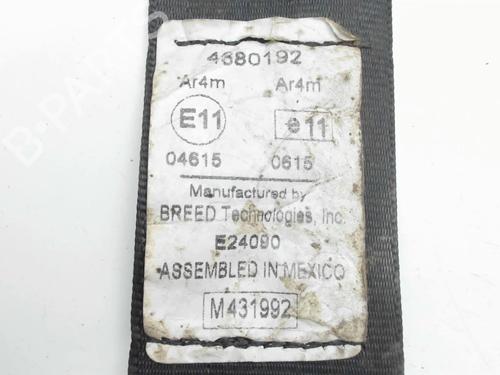 4680192
Ar4m Ar4m
E11 e11
04615 0615
Manufactured by
BREED Technologies, Inc.
E24090
ASSEMBLED IN MEXICO
M431992
B-PARTS